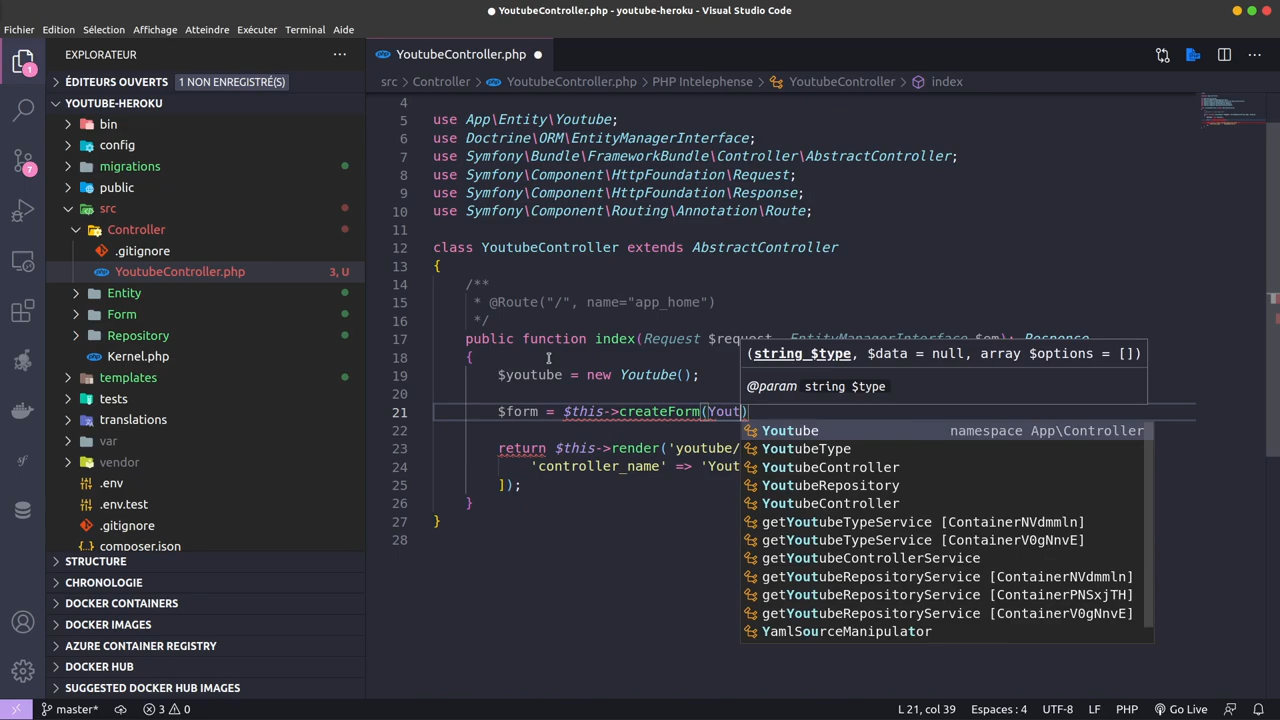 ● YoutubeController.php - youtube-heroku - Visual Studio Code
Fichier Edition Sélection Affichage Atteindre Exécuter Terminal Aide
EXPLORATEUR
ÉDITEURS OUVERTS 1 NON ENREGISTRÉ(S)
YOUTUBE-HEROKU
bin
config
migrations
public
src
Controller
.gitignore
YoutubeController.php 3, U
Entity
Form
Repository
Kernel.php
templates
tests
translations
var
vendor
.env
.env.test
.gitignore
composer.json
STRUCTURE
CHRONOLOGIE
DOCKER CONTAINERS
DOCKER IMAGES
AZURE CONTAINER REGISTRY
DOCKER HUB
SUGGESTED DOCKER HUB IMAGES
1
7
YoutubeController.php ●
src > Controller > YoutubeController.php > PHP Intelephense > YoutubeController > index
4
5 use App\Entity\Youtube;
6 use Doctrine\ORM\EntityManagerInterface;
7 use Symfony\Bundle\FrameworkBundle\Controller\AbstractController;
8 use Symfony\Component\HttpFoundation\Request;
9 use Symfony\Component\HttpFoundation\Response;
10 use Symfony\Component\Routing\Annotation\Route;
11
12 class YoutubeController extends AbstractController
13 {
14 /**
15 * @Route("/", name="app_home")
16 */
17 public function index(Request $request, EntityManagerInterface $em): Response
18 {
19 $youtube = new Youtube();
20
21 $form = $this->createForm(Yout)
22
23 return $this->render('youtube/
24 'controller_name' => 'Yout
25 ]);
26 }
27 }
28
(string $type, $data = null, array $options = [])
@param string $type
Youtube namespace App\Controller
YoutubeType
YoutubeController
YoutubeRepository
YoutubeController
getYoutubeTypeService [ContainerNVdmmln]
getYoutubeTypeService [ContainerV0gNnvE]
getYoutubeControllerService
getYoutubeRepositoryService [ContainerNVdmmln]
getYoutubeRepositoryService [ContainerPNSxjTH]
getYoutubeRepositoryService [ContainerV0gNnvE]
YamlSourceManipulator
master* 3 0 L 21, col 39 Espaces : 4 UTF-8 LF PHP Go Live